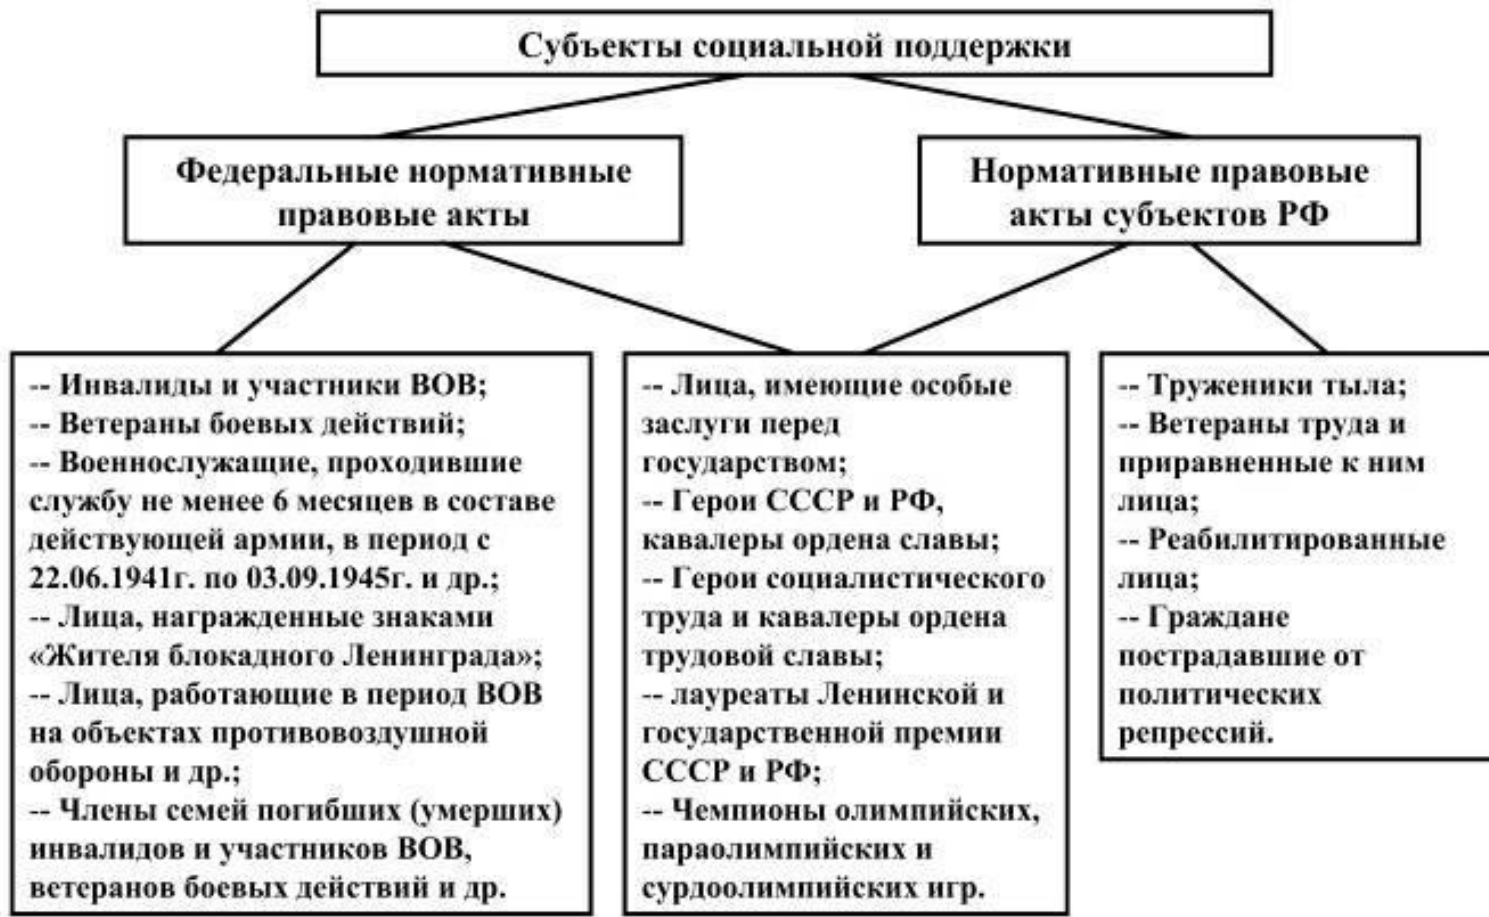 Субъекты социальной поддержки
Федеральные нормативные
правовые акты
Нормативные правовые
акты субъектов РФ
-- Инвалиды и участники ВОВ;
-- Ветераны боевых действий;
-- Военнослужащие, проходившие
службу не менее 6 месяцев в составе
действующей армии, в период с
22.06.1941г. по 03.09.1945г. и др.;
-- Лица, награжденные знаками
«Жителя блокадного Ленинграда»;
-- Лица, работающие в период ВОВ
на объектах противовоздушной
обороны и др.;
-- Члены семей погибших (умерших)
инвалидов и участников ВОВ,
ветеранов боевых действий и др.
-- Лица, имеющие особые
заслуги перед
государством;
-- Герои СССР и РФ,
кавалеры ордена славы;
-- Герои социалистического
труда и кавалеры ордена
трудовой славы;
-- лауреаты Ленинской и
государственной премии
СССР и РФ;
-- Чемпионы олимпийских,
параолимпийских и
сурдоолимпийских игр.
-- Труженики тыла;
-- Ветераны труда и
приравненные к ним
лица;
-- Реабилитированные
лица;
-- Граждане
пострадавшие от
политических
репрессий.